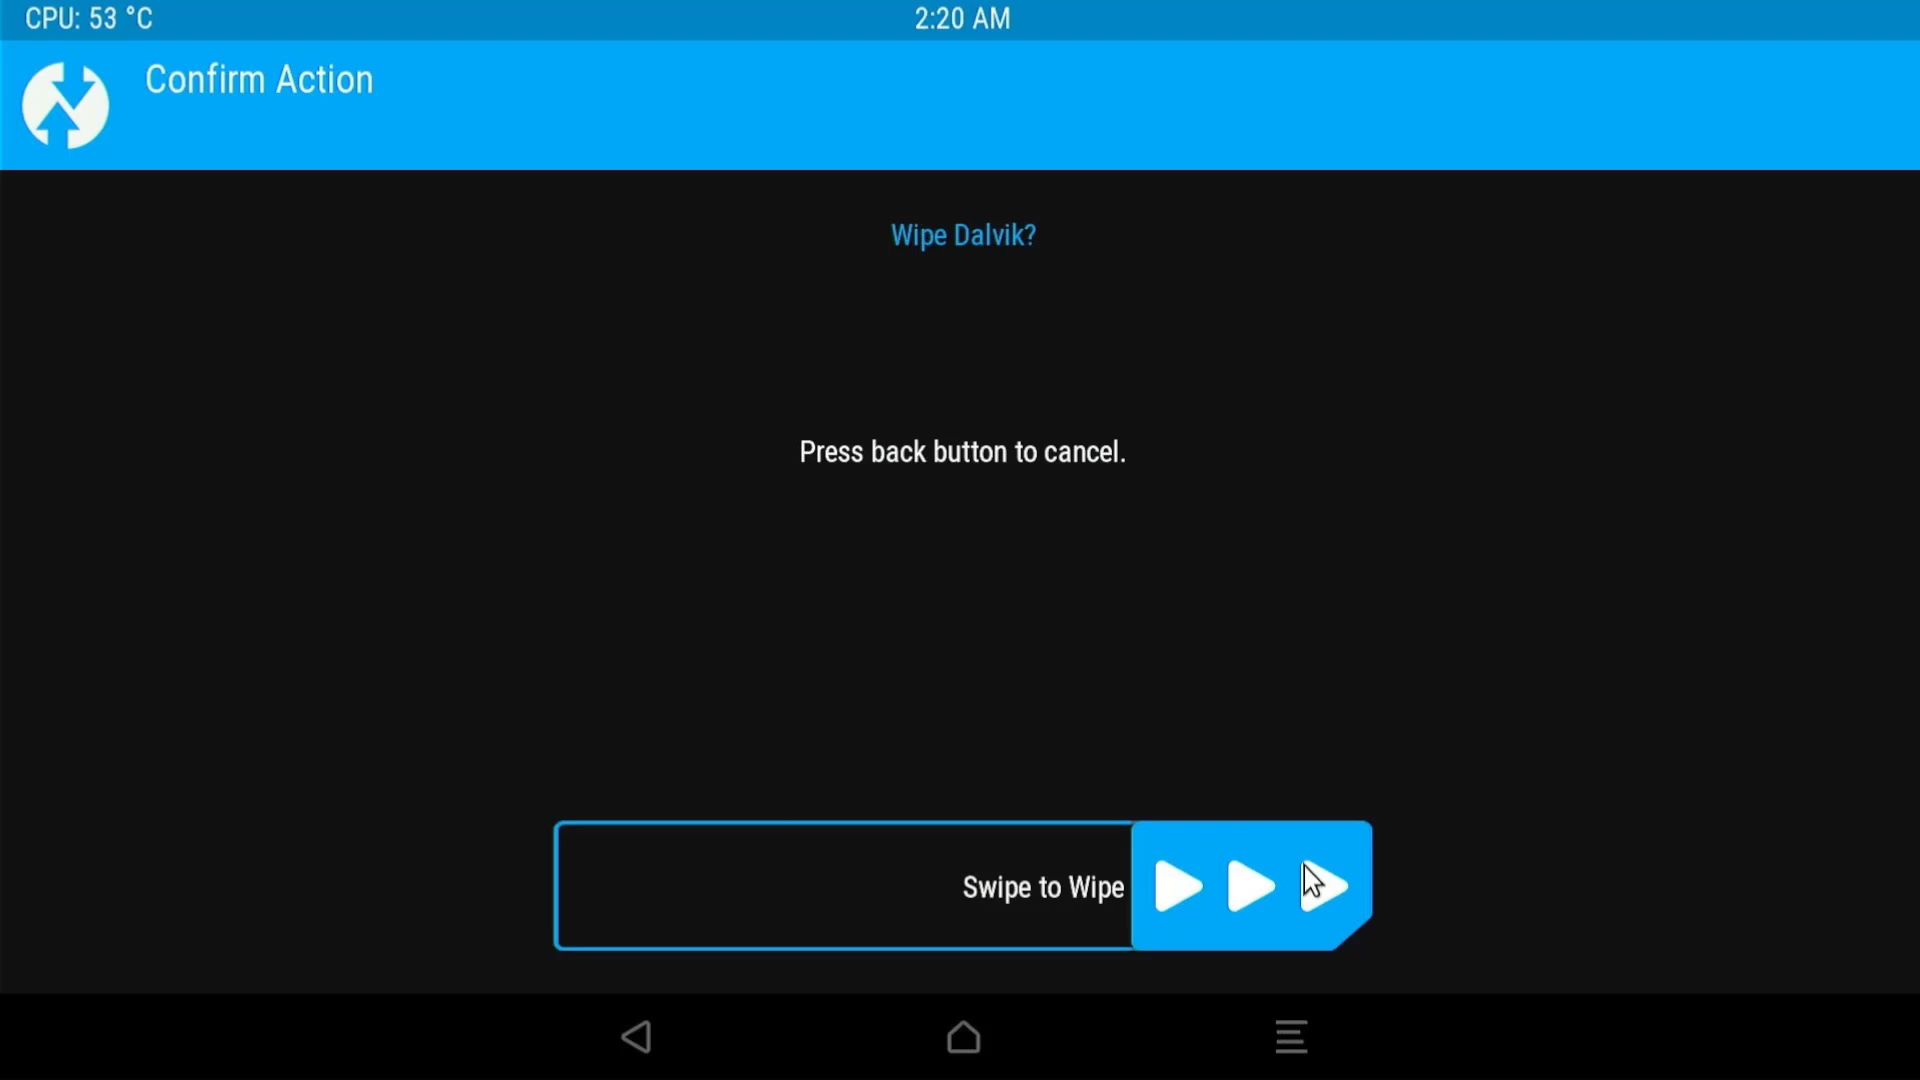 CPU: 53 °C
2:20 AM
Confirm Action
Wipe Dalvik?
Press back button to cancel.
Swipe to Wipe